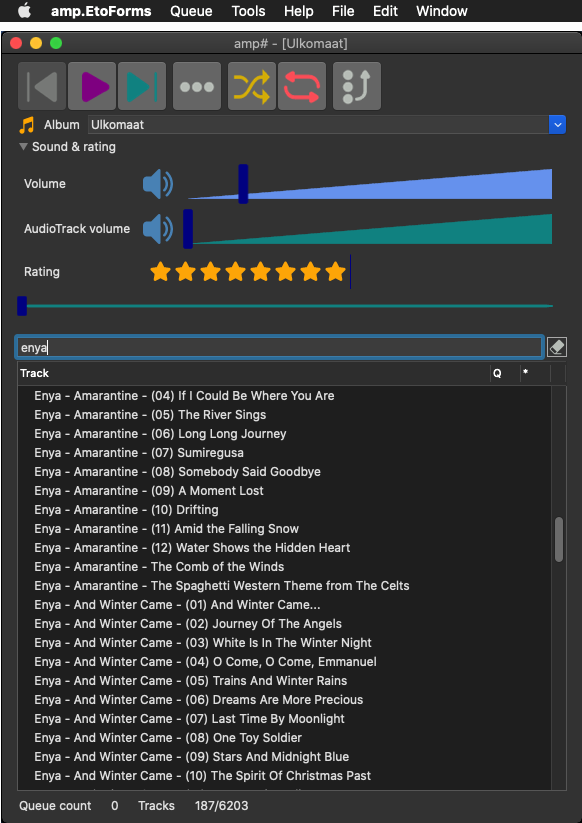 amp.EtoForms Queue Tools Help File Edit Window
amp# - [Ulkomaat]
Album Ulkomaat
Sound & rating
Volume
AudioTrack volume
Rating
enya
Track Q *
Enya - Amarantine - (04) If I Could Be Where You Are
Enya - Amarantine - (05) The River Sings
Enya - Amarantine - (06) Long Long Journey
Enya - Amarantine - (07) Sumiregusa
Enya - Amarantine - (08) Somebody Said Goodbye
Enya - Amarantine - (09) A Moment Lost
Enya - Amarantine - (10) Drifting
Enya - Amarantine - (11) Amid the Falling Snow
Enya - Amarantine - (12) Water Shows the Hidden Heart
Enya - Amarantine - The Comb of the Winds
Enya - Amarantine - The Spaghetti Western Theme from The Celts
Enya - And Winter Came - (01) And Winter Came...
Enya - And Winter Came - (02) Journey Of The Angels
Enya - And Winter Came - (03) White Is In The Winter Night
Enya - And Winter Came - (04) O Come, O Come, Emmanuel
Enya - And Winter Came - (05) Trains And Winter Rains
Enya - And Winter Came - (06) Dreams Are More Precious
Enya - And Winter Came - (07) Last Time By Moonlight
Enya - And Winter Came - (08) One Toy Soldier
Enya - And Winter Came - (09) Stars And Midnight Blue
Enya - And Winter Came - (10) The Spirit Of Christmas Past
Queue count 0 Tracks 187/6203